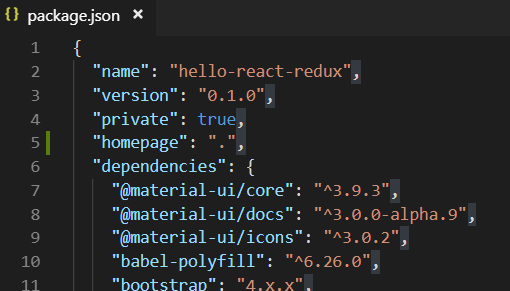 {} package.json ×
1 {
2 "name": "hello-react-redux",
3 "version": "0.1.0",
4 "private": true,
5 "homepage": ".",
6 "dependencies": {
7 "@material-ui/core": "^3.9.3",
8 "@material-ui/docs": "^3.0.0-alpha.9",
9 "@material-ui/icons": "^3.0.2",
10 "babel-polyfill": "^6.26.0",
11 "bootstrap": "4.x.x",